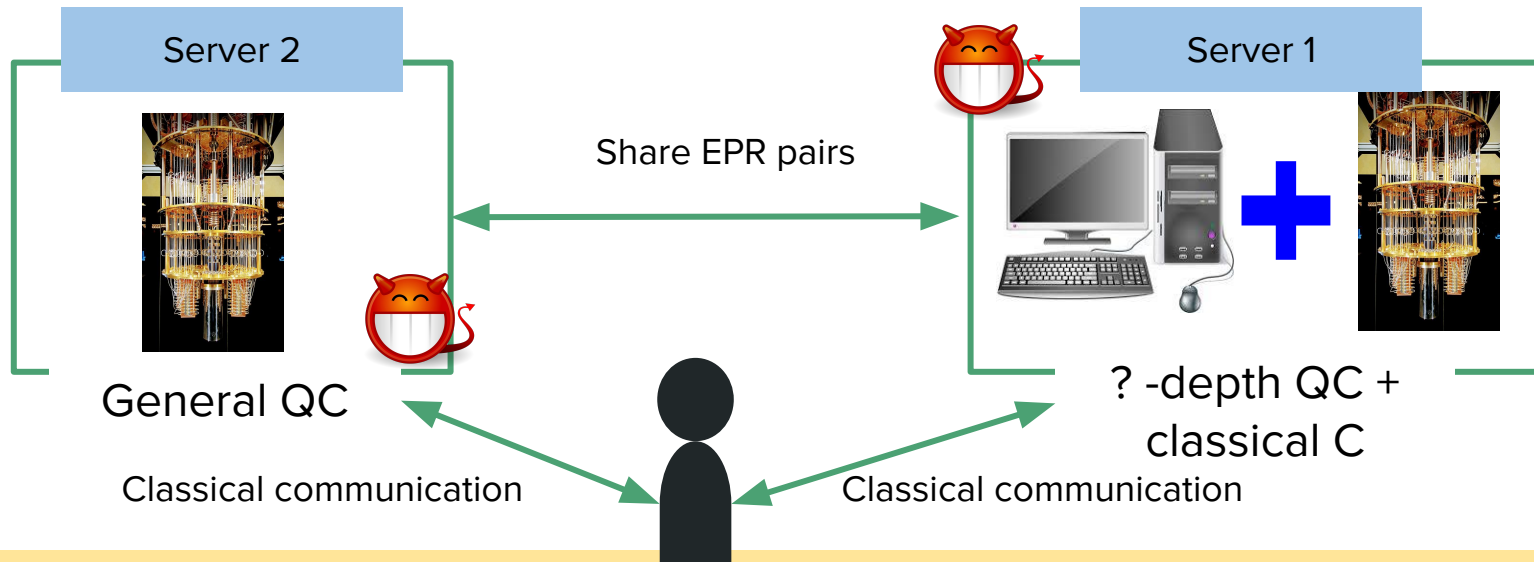 Server 2
Server 1
Share EPR pairs
General QC
? -depth QC +
classical C
Classical communication
Classical communication